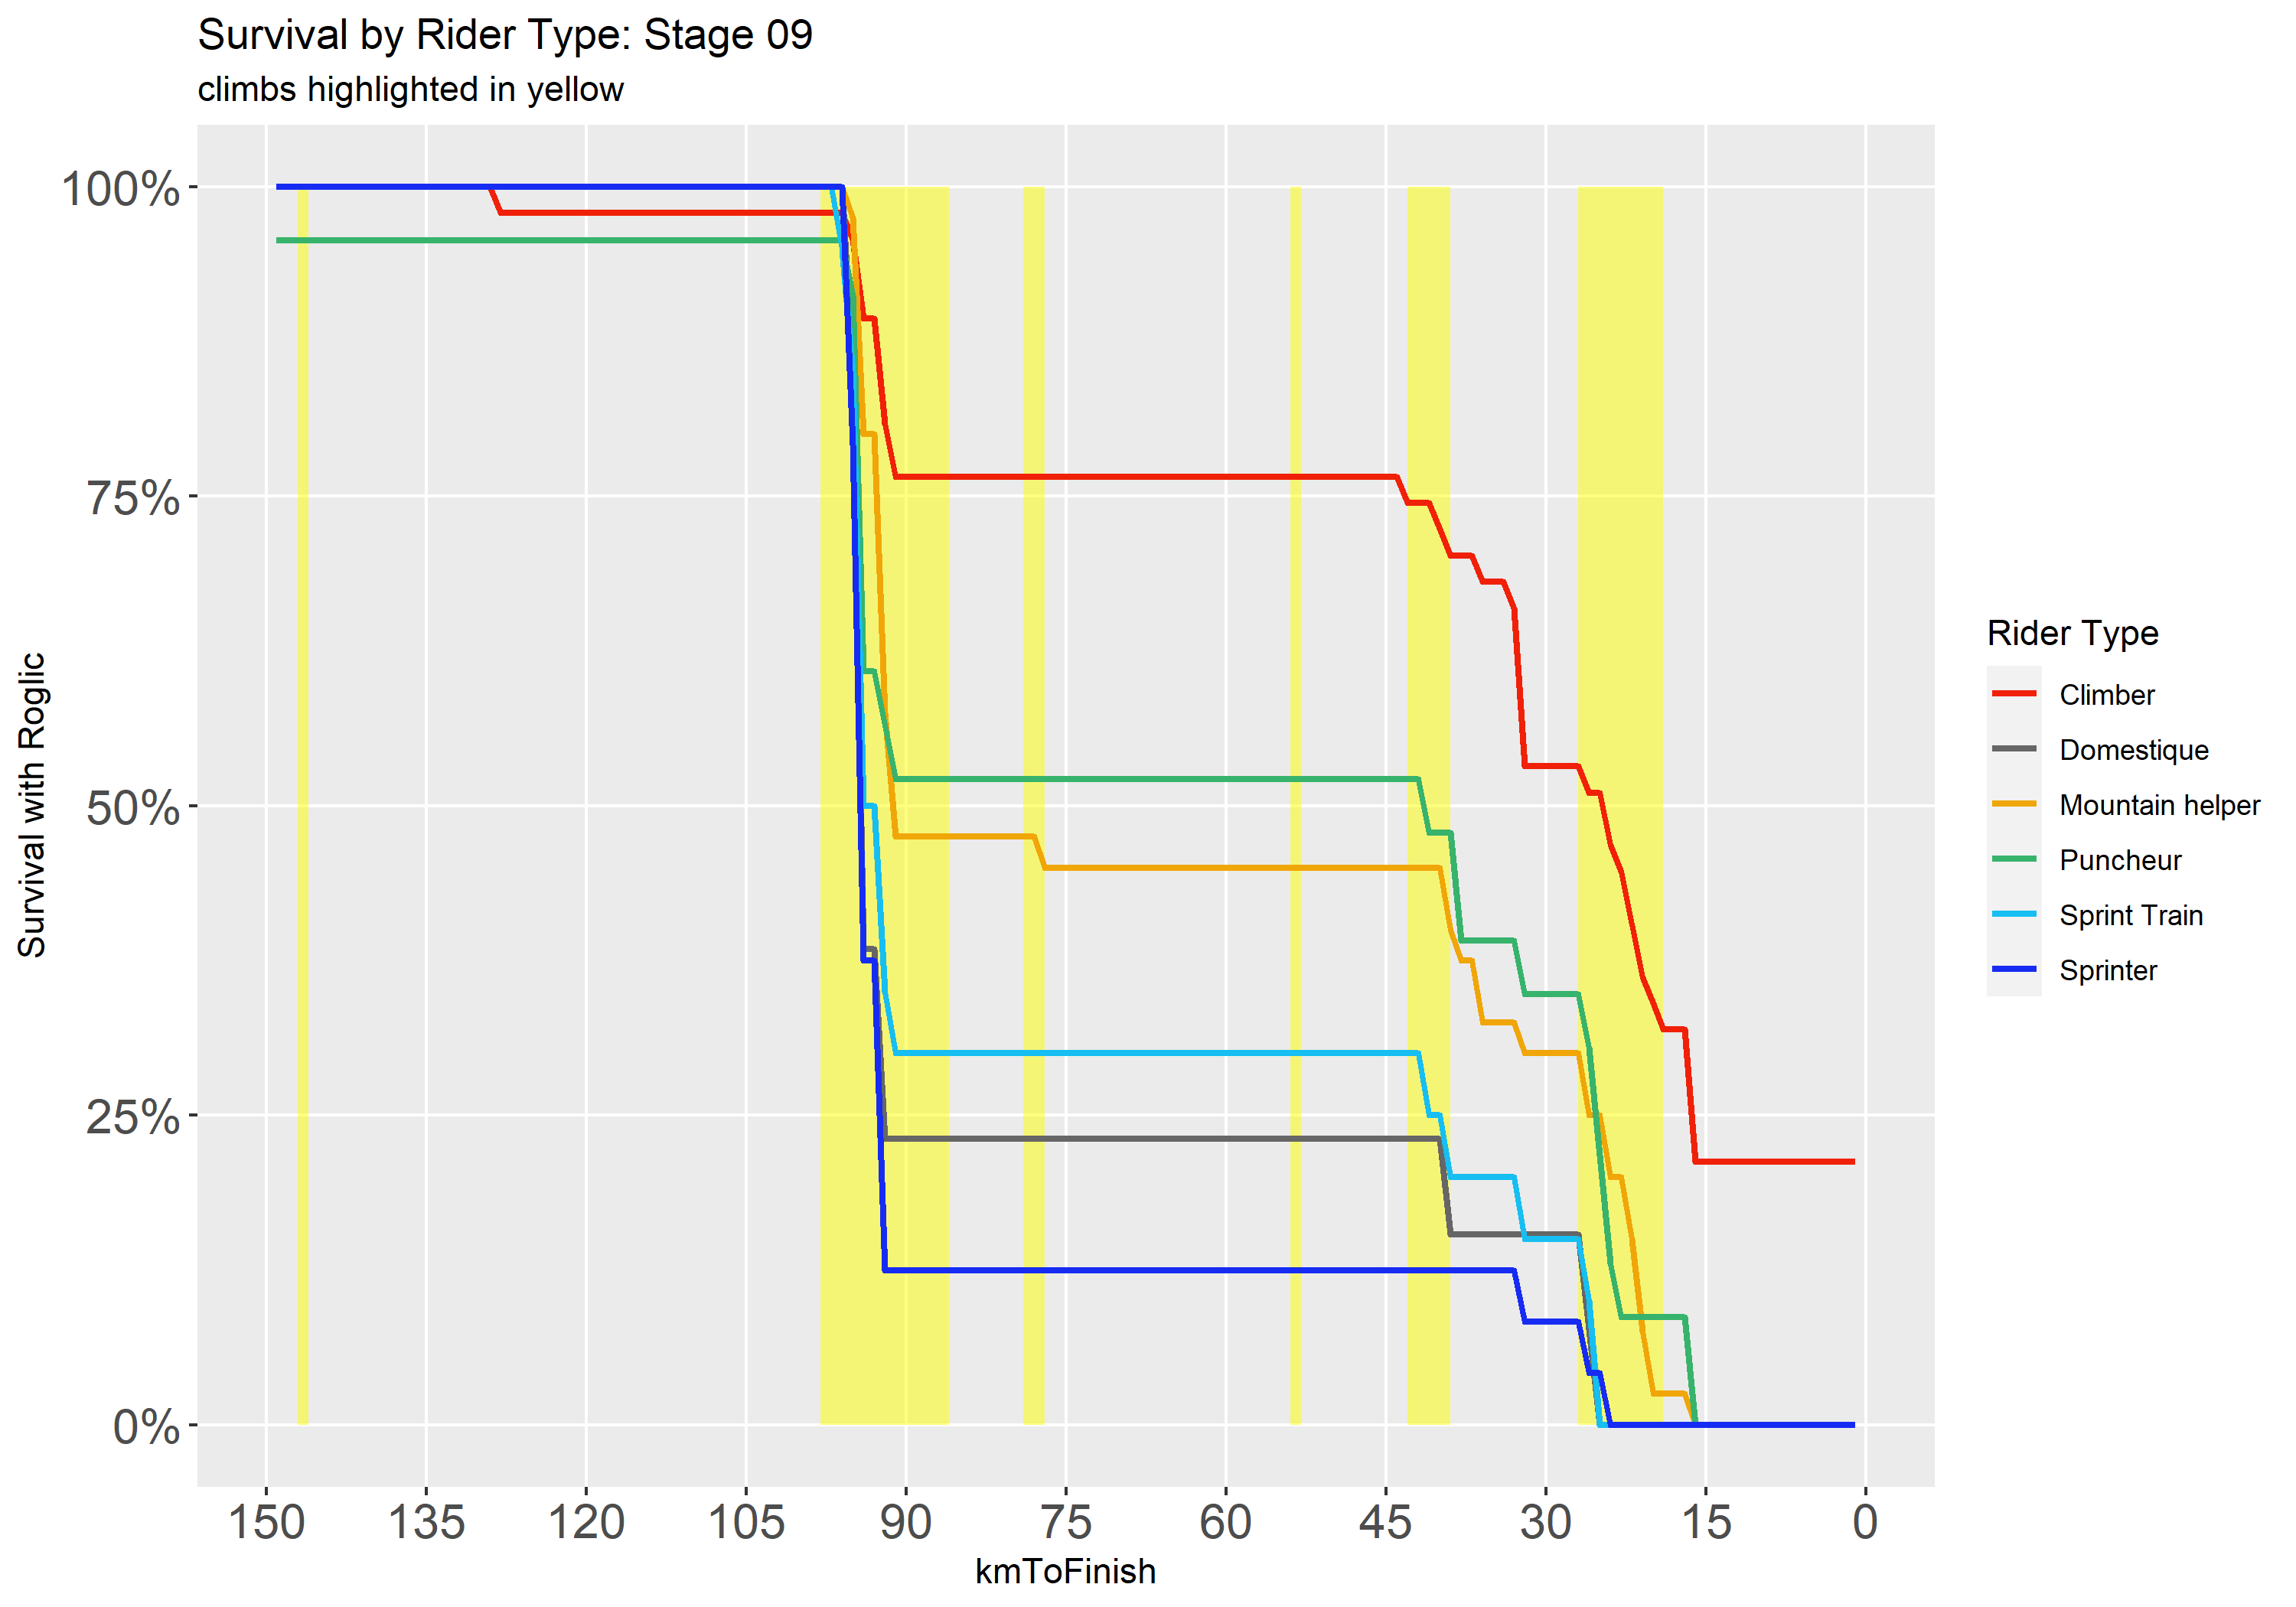 Survival by Rider Type: Stage 09
climbs highlighted in yellow
100%
75%
50%
25%
0%
Survival with Roglic
150 135 120 105 90 75 60 45 30 15 0
kmToFinish
Rider Type
Climber
Domestique
Mountain helper
Puncheur
Sprint Train
Sprinter